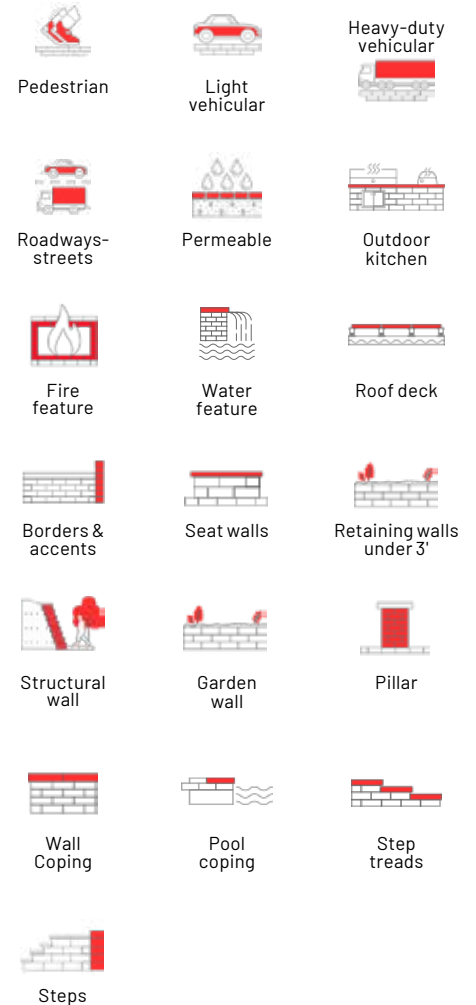 Pedestrian
Light
vehicular
Heavy-duty
vehicular
Roadways-
streets
Permeable
Outdoor
kitchen
Fire
feature
Water
feature
Roof deck
Borders &
accents
Seat walls
Retaining walls
under 3'
Structural
wall
Garden
wall
Pillar
Wall
Coping
Pool
coping
Step
treads
Steps